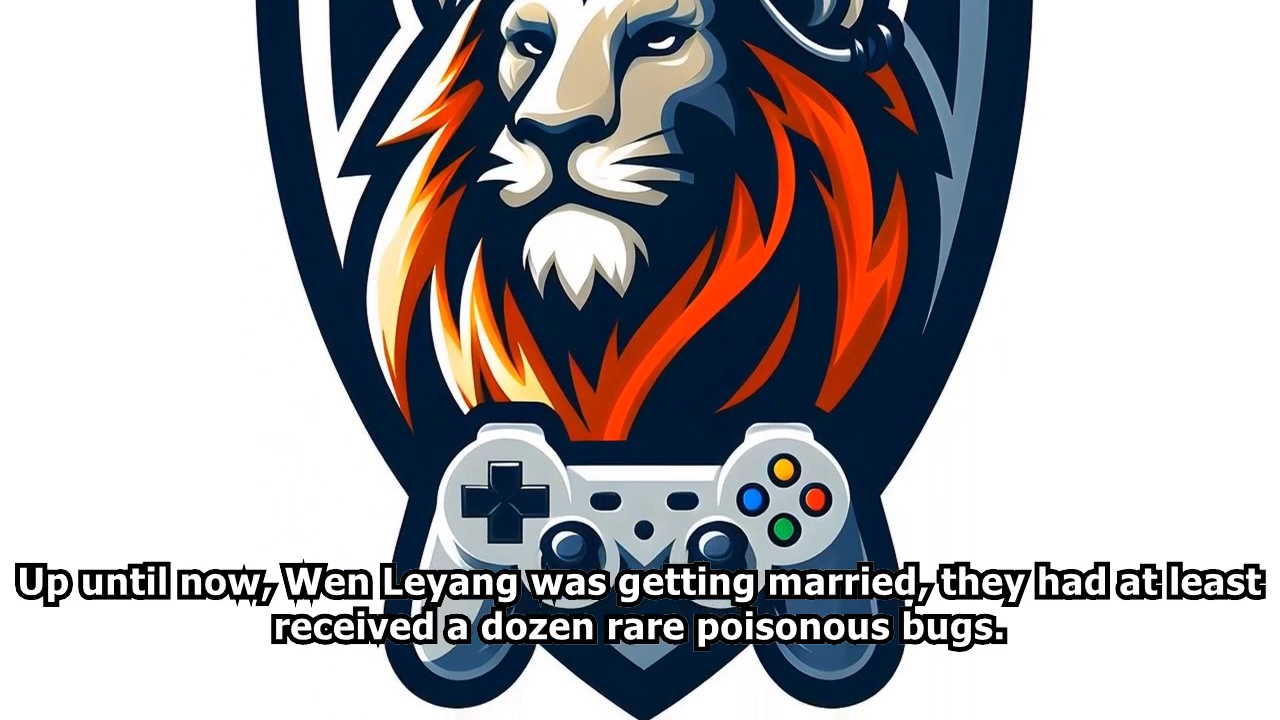 Up until now, Wen Leyang was getting married, they had at least
received a dozen rare poisonous bugs.